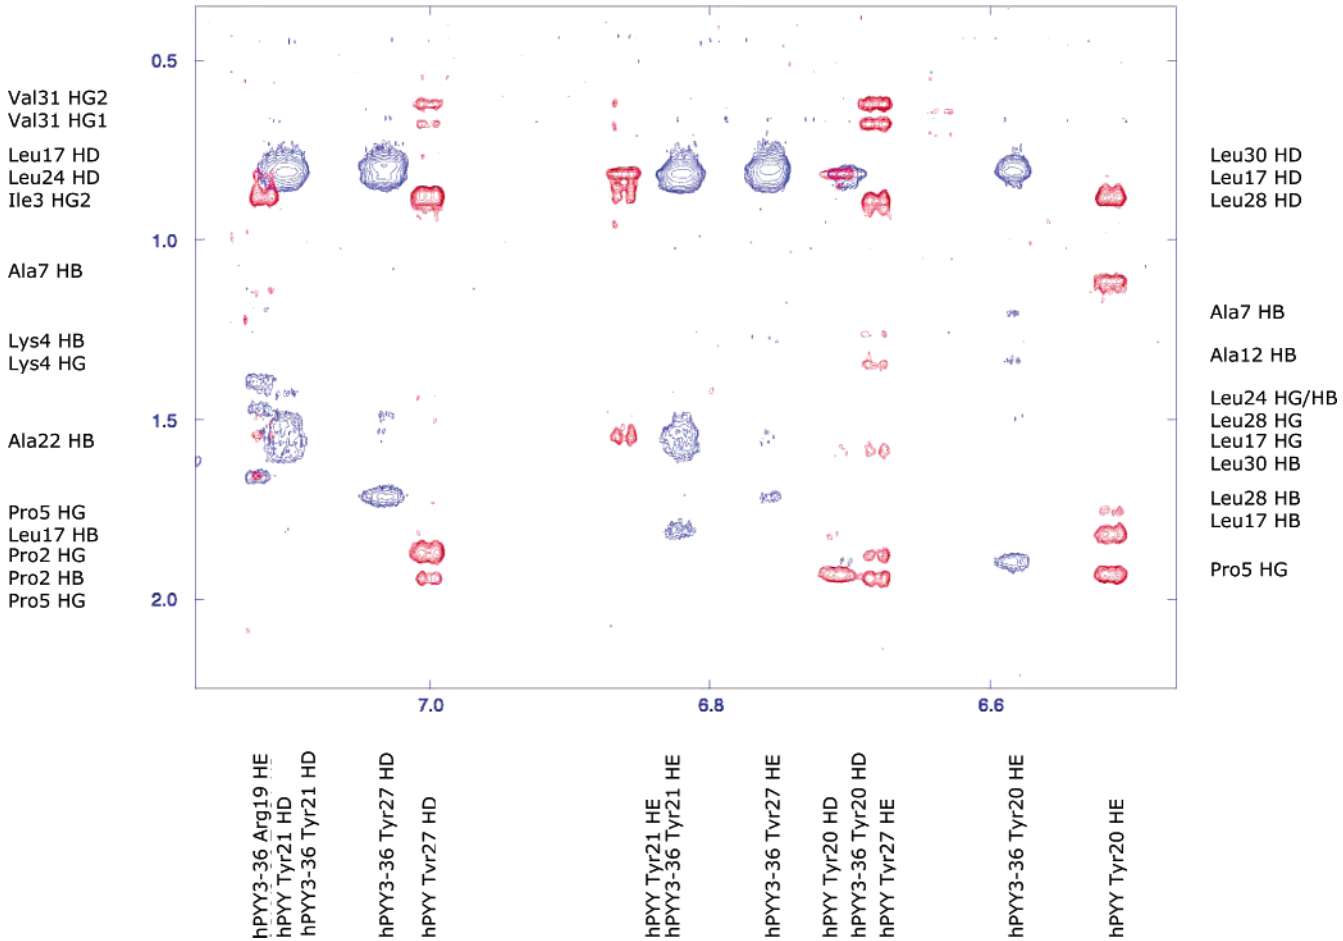 0.5
1.0
1.5
2.0
Val31 HG2
Val31 HG1
Leu17 HD
Leu24 HD
Ile3 HG2
Ala7 HB
Lys4 HB
Lys4 HG
Ala22 HB
Pro5 HG
Leu17 HB
Pro2 HG
Pro2 HB
Pro5 HG
Leu30 HD
Leu17 HD
Leu28 HD
Ala7 HB
Ala12 HB
Leu24 HG/HB
Leu28 HG
Leu17 HG
Leu30 HB
Leu28 HB
Leu17 HB
Pro5 HG
7.0
6.8
6.6
hPYY3-36 Arg19 HE
hPYY Tyr21 HD
hPYY3-36 Tyr21 HD
hPYY3-36 Tyr27 HD
hPYY Tyr27 HD
hPYY Tyr21 HE
hPYY3-36 Tyr21 HE
hPYY3-36 Tyr27 HE
hPYY Tyr20 HD
hPYY3-36 Tyr20 HD
hPYY Tyr27 HE
hPYY3-36 Tyr20 HE
hPYY Tyr20 HE